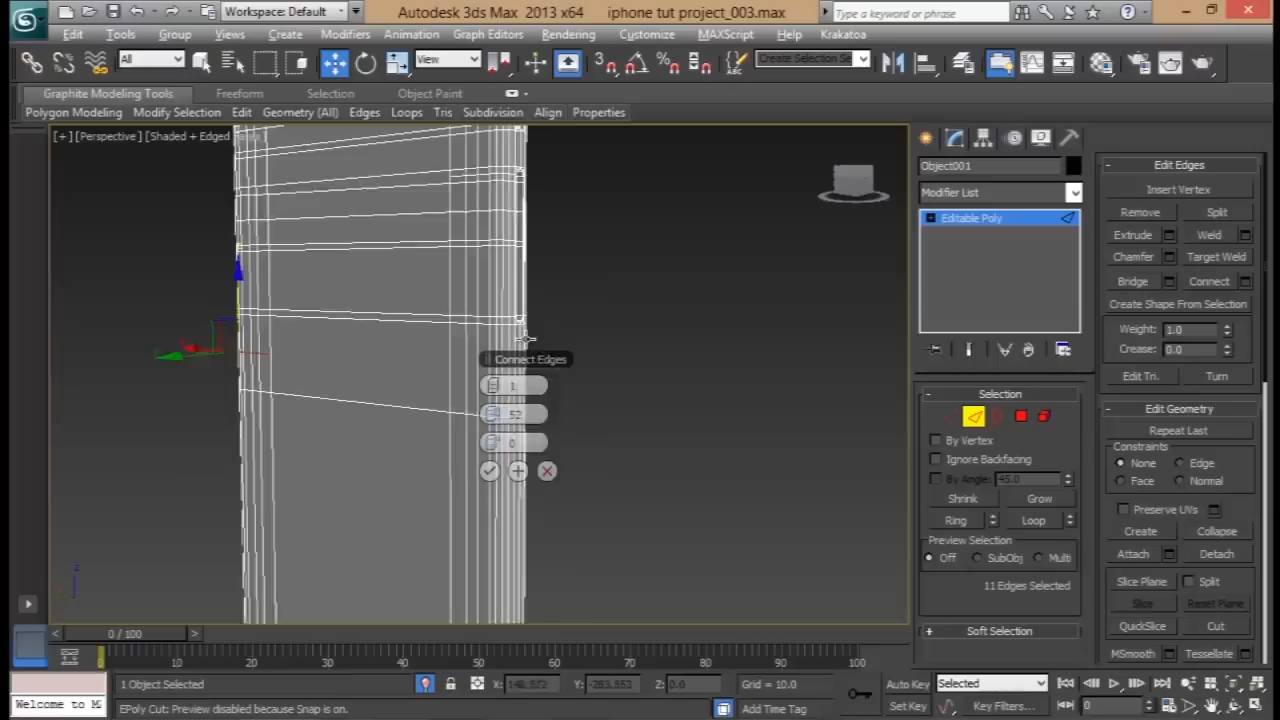 Workspace: Default
Autodesk 3ds Max 2013 x64
iphone tut project_003.max
Type a keyword or phrase
Edit Tools Group Views Create Modifiers Animation Graph Editors Rendering Customize MAXScript Help Krakatoa
All
View
Create Selection Se
Graphite Modeling Tools Freeform Selection Object Paint
Polygon Modeling Modify Selection Edit Geometry (All) Edges Loops Tris Subdivision Align Properties
[+] [Perspective] [Shaded + Edged
Connect Edges
1
52
0
z
Object001
Modifier List
Editable Poly
Selection
By Vertex
Ignore Backfacing
By Angle: 45.0
Shrink Grow
Ring Loop
Preview Selection
Off SubObj Multi
11 Edges Selected
Soft Selection
Edit Edges
Insert Vertex
Remove Split
Extrude Weld
Chamfer Target Weld
Bridge Connect
Create Shape From Selection
Weight: 1.0
Crease: 0.0
Edit Tri. Turn
Edit Geometry
Repeat Last
Constraints
None Edge
Face Normal
Preserve UVs
Create Collapse
Attach Detach
Slice Plane Split
Slice Reset Plane
QuickSlice Cut
MSmooth Tessellate
0 / 100
0 10 20 30 40 50 60 70 80 90 100
1 Object Selected
X: Y: Z: 0.0
Grid = 10.0
Auto Key Selected
Welcome to M
EPoly Cut: Preview disabled because Snap is on.
Add Time Tag
Set Key Key Filters... 0